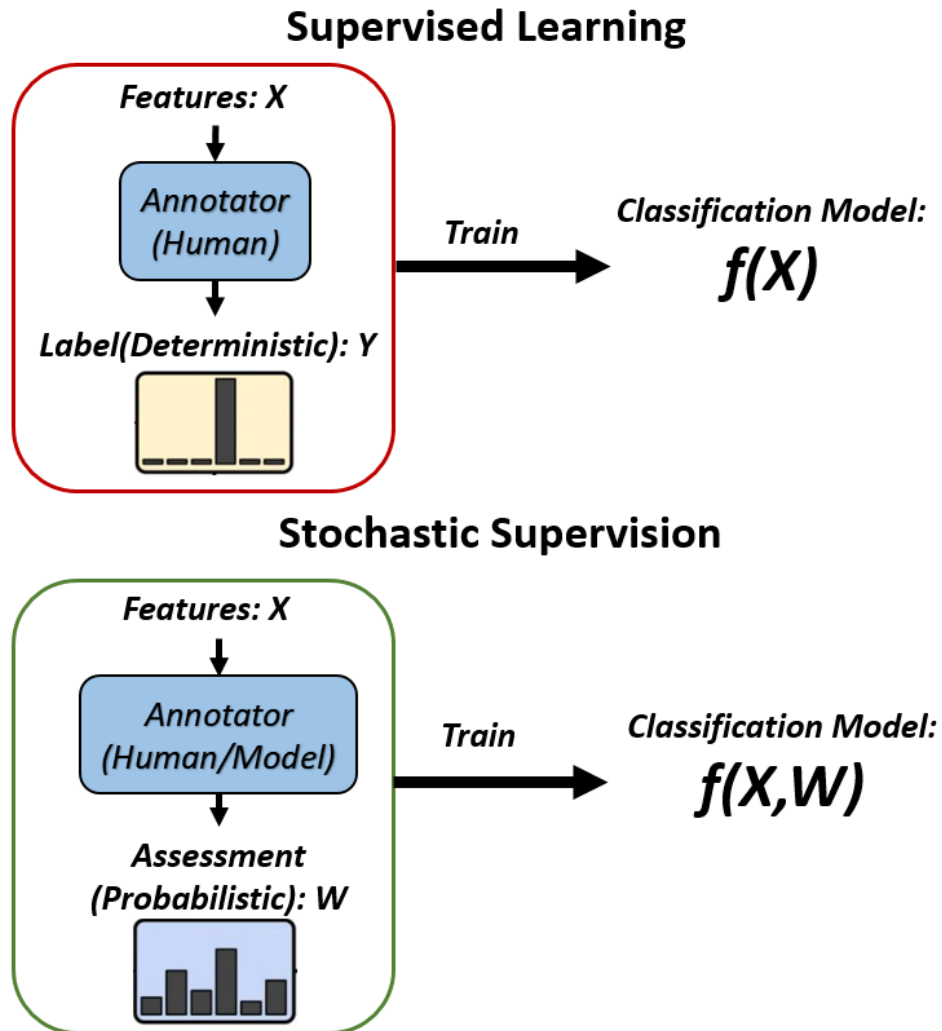 Supervised Learning
Features: X
Annotator
(Human)
Label(Deterministic): Y
Train
Classification Model:
f(X)
Stochastic Supervision
Features: X
Annotator
(Human/Model)
Assessment
(Probabilistic): W
Train
Classification Model:
f(X,W)